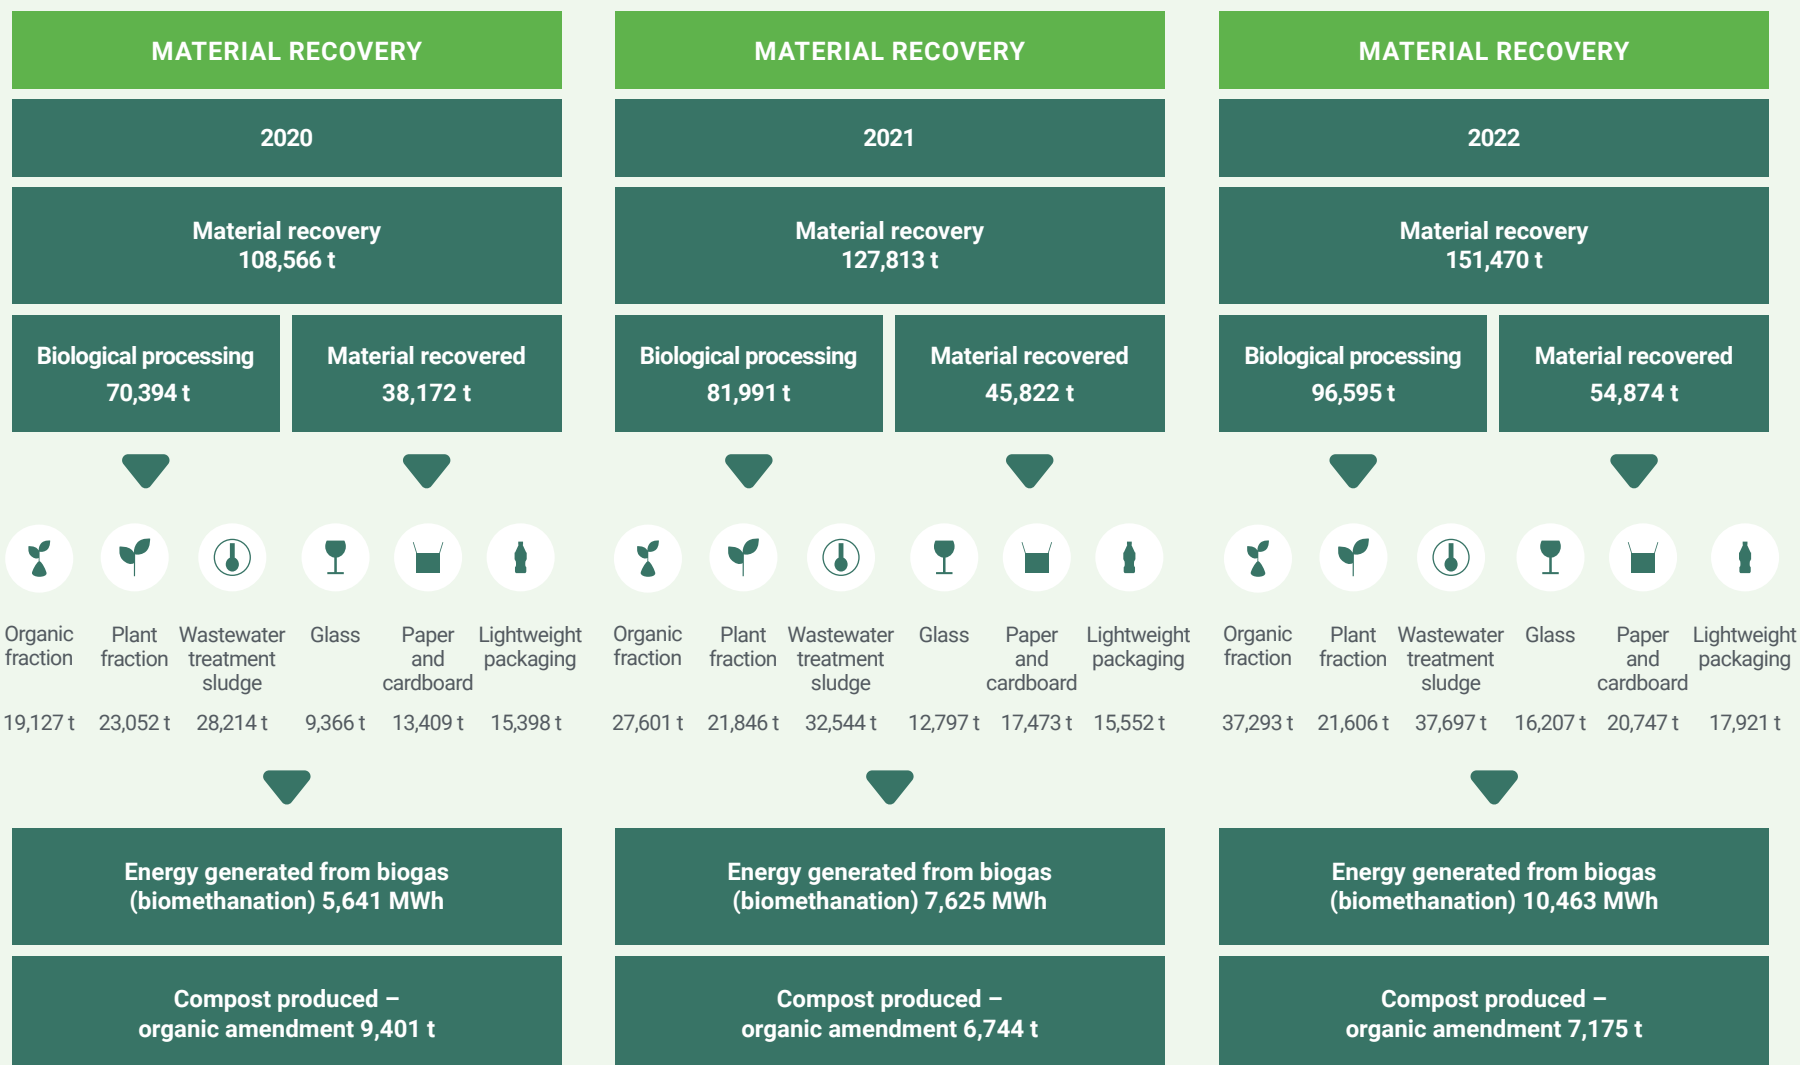 MATERIAL RECOVERY
2020
Material recovery
108,566 t
Biological processing
70,394 t
Material recovered
38,172 t
Organic
fraction
19,127 t
Plant
fraction
23,052 t
Wastewater
treatment
sludge
28,214 t
Glass
9,366 t
Paper
and
cardboard
13,409 t
Lightweight
packaging
15,398 t
Energy generated from biogas
(biomethanation) 5,641 MWh
Compost produced –
organic amendment 9,401 t
MATERIAL RECOVERY
2021
Material recovery
127,813 t
Biological processing
81,991 t
Material recovered
45,822 t
Organic
fraction
27,601 t
Plant
fraction
21,846 t
Wastewater
treatment
sludge
32,544 t
Glass
12,797 t
Paper
and
cardboard
17,473 t
Lightweight
packaging
15,552 t
Energy generated from biogas
(biomethanation) 7,625 MWh
Compost produced –
organic amendment 6,744 t
MATERIAL RECOVERY
2022
Material recovery
151,470 t
Biological processing
96,595 t
Material recovered
54,874 t
Organic
fraction
37,293 t
Plant
fraction
21,606 t
Wastewater
treatment
sludge
37,697 t
Glass
16,207 t
Paper
and
cardboard
20,747 t
Lightweight
packaging
17,921 t
Energy generated from biogas
(biomethanation) 10,463 MWh
Compost produced –
organic amendment 7,175 t